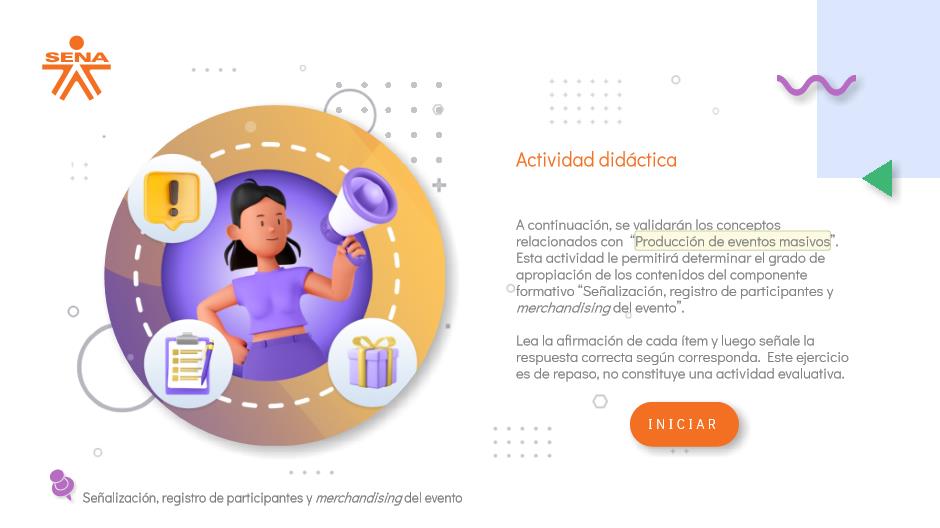 SENA
Actividad didáctica
A continuación, se validarán los conceptos
relacionados con “Producción de eventos masivos”.
Esta actividad le permitirá determinar el grado de
apropiación de los contenidos del componente
formativo “Señalización, registro de participantes y
merchandising del evento”.
Lea la afirmación de cada ítem y luego señale la
respuesta correcta según corresponda. Este ejercicio
es de repaso, no constituye una actividad evaluativa.
INICIAR
Señalización, registro de participantes y merchandising del evento